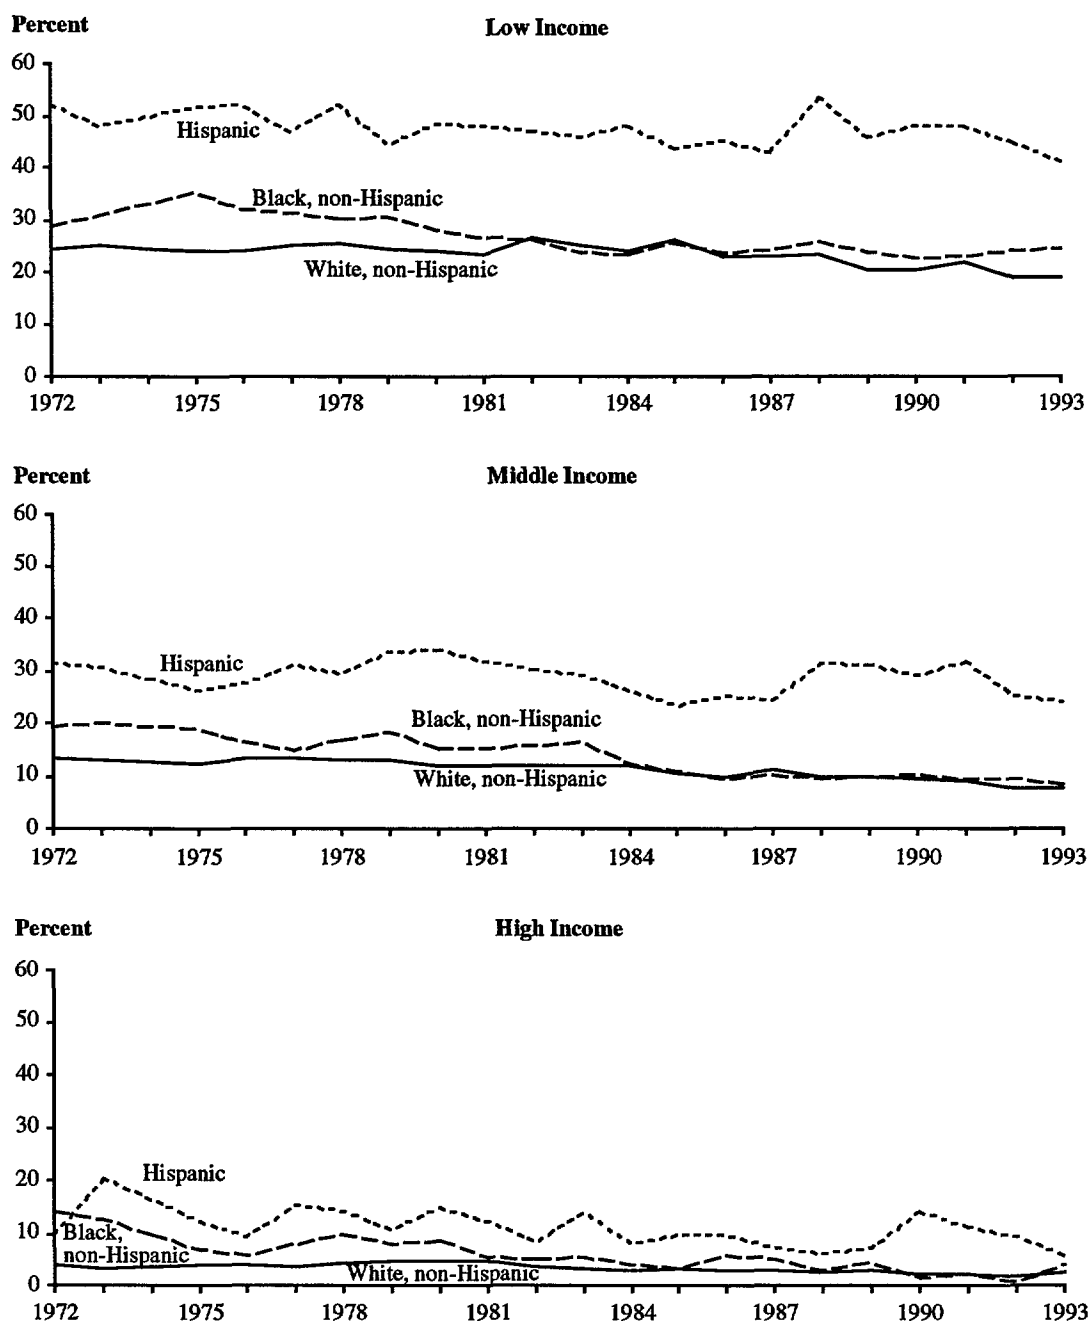 Percent
Low Income
60
50
Hispanic
40
Black, non-Hispanic
30
White, non-Hispanic
20
10
0
1972 1975 1978 1981 1984 1987 1990 1993
Percent
Middle Income
60
50
40
30
Hispanic
20
Black, non-Hispanic
10
White, non-Hispanic
0
1972 1975 1978 1981 1984 1987 1990 1993
Percent
High Income
60
50
40
30
20
Hispanic
10
Black,
non-Hispanic
White, non-Hispanic
0
1972 1975 1978 1981 1984 1987 1990 1993